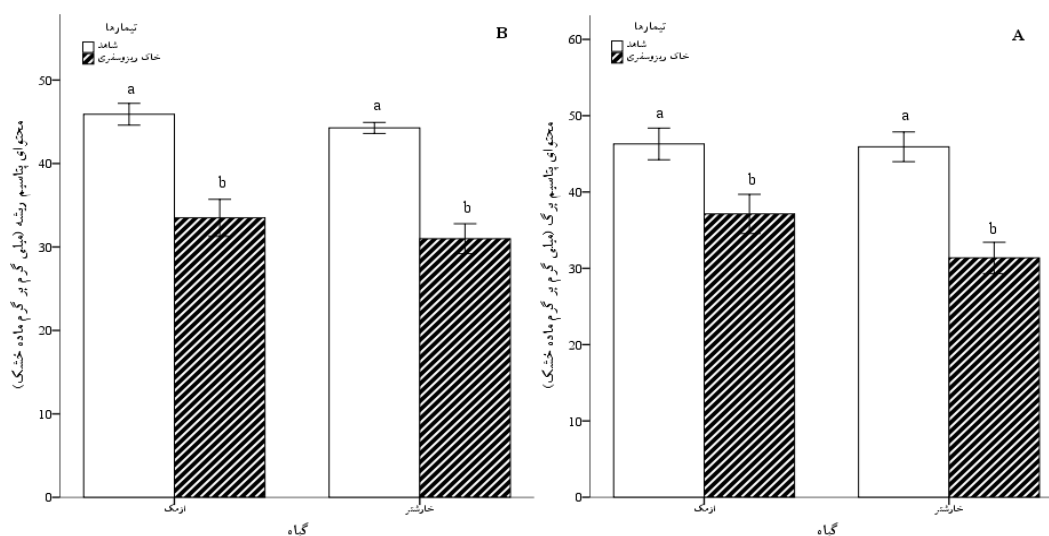 B
تیمارها
شاهد
خاک ریزوسفری
محتوای پتاسیم ریشه (میلی گرم بر گرم ماده خشک)
50
40
30
20
10
0
a
b
a
b
ازمک
خارشتر
گیاه
A
تیمارها
شاهد
خاک ریزوسفری
محتوای پتاسیم برگ (میلی گرم بر گرم ماده خشک)
60
50
40
30
20
10
0
a
b
a
b
ازمک
خارشتر
گیاه